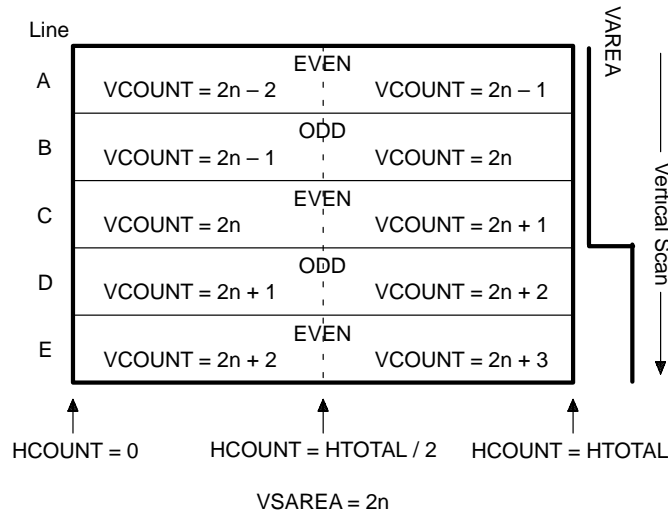 Line
VAREA
EVEN
A
VCOUNT = 2n – 2
VCOUNT = 2n – 1
ODD
B
VCOUNT = 2n – 1
VCOUNT = 2n
EVEN
C
VCOUNT = 2n
VCOUNT = 2n + 1
Vertical Scan
ODD
D
VCOUNT = 2n + 1
VCOUNT = 2n + 2
EVEN
E
VCOUNT = 2n + 2
VCOUNT = 2n + 3
HCOUNT = 0
HCOUNT = HTOTAL / 2
HCOUNT = HTOTAL
VSAREA = 2n